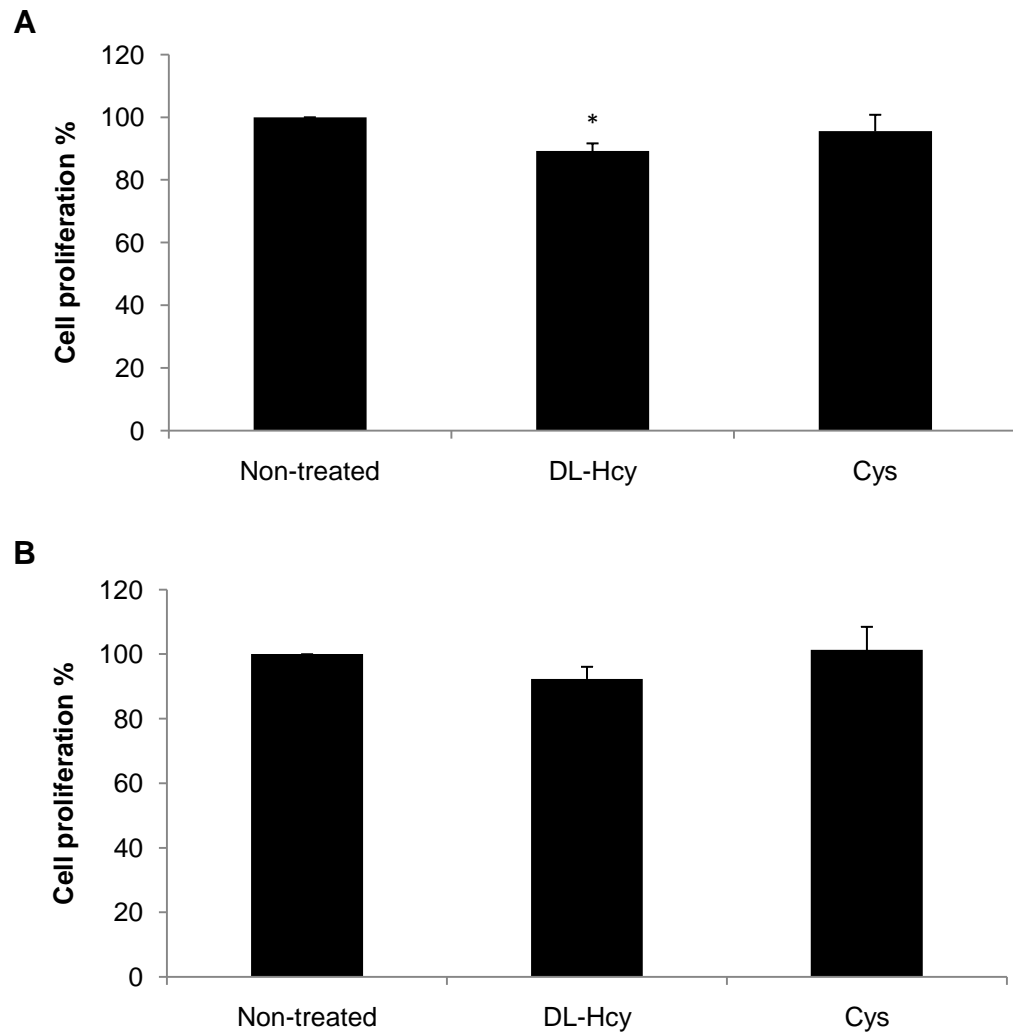 A
Cell proliferation %
120
100
80
60
40
20
0
*
Non-treated
DL-Hcy
Cys
B
Cell proliferation %
120
100
80
60
40
20
0
Non-treated
DL-Hcy
Cys